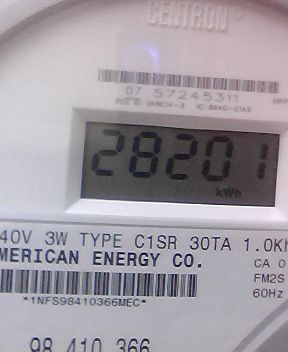 CENTRON
07 57245311
28201
kWh
40V 3W TYPE C1SR 30TA 1.0Kh
MERICAN ENERGY CO.
CA 0
FM2S
*1NFS98410366MEC*
60Hz
98 410 366